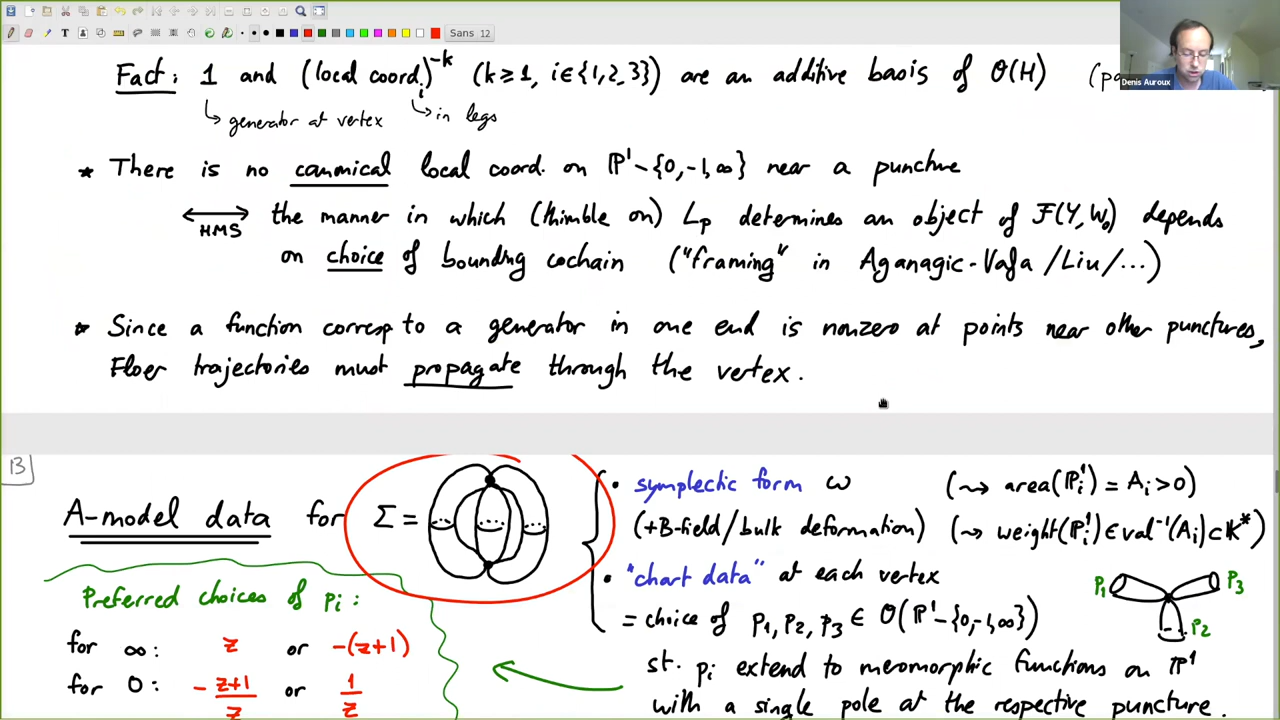 Sans 12
Denis Auroux
Fact: 1 and (local coord.i)^-k (k≥1, i∈{1,2,3}) are an additive basis of O(H)
↳ generator at vertex ↳ in legs
* There is no canonical local coord. on P¹-{0,-1,∞} near a puncture
⟷ HMS the manner in which (thimble on) Lp determines an object of F(Y,W₀) depends
on choice of bounding cochain ("framing" in Aganagic-Vafa/Liu/...)
* Since a function corresp to a generator in one end is nonzero at points near other punctures,
Floer trajectories must propagate through the vertex.
13
A-model data for Σ =
• symplectic form ω (⇝ area(P¹i) = Ai>0)
(+B-field/bulk deformation) (⇝ weight(P¹i)∈val⁻¹(Ai)⊂K*)
• "chart data" at each vertex
= choice of p₁, p₂, p₃ ∈ O(P¹-{0,-1,∞})
st. pi extend to meromorphic functions on P¹
with a single pole at the respective puncture.
P₁ P₃
P₂
Preferred choices of pi:
for ∞: z or -(z+1)
for 0: -(z+1)/z or 1/z